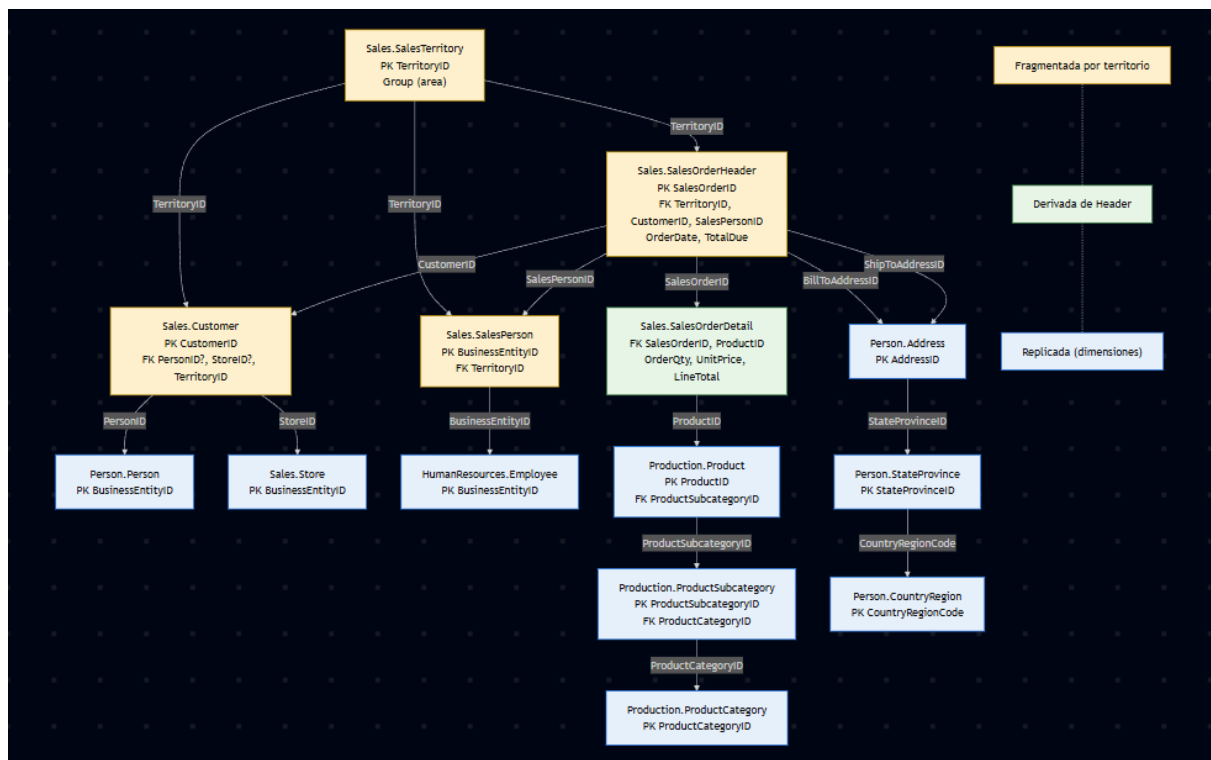 Sales.SalesTerritory
PK TerritoryID
Group (area)
Fragmentada por territorio
TerritoryID
Sales.SalesOrderHeader
PK SalesOrderID
FK TerritoryID,
CustomerID, SalesPersonID
OrderDate, TotalDue
TerritoryID
TerritoryID
Derivada de Header
CustomerID
SalesPersonID
SalesOrderID
BillToAddressID
ShipToAddressID
Sales.Customer
PK CustomerID
FK PersonID?, StoreID?,
TerritoryID
Sales.SalesPerson
PK BusinessEntityID
FK TerritoryID
Sales.SalesOrderDetail
FK SalesOrderID, ProductID
OrderQty, UnitPrice,
LineTotal
Person.Address
PK AddressID
Replicada (dimensiones)
PersonID
StoreID
BusinessEntityID
ProductID
StateProvinceID
Person.Person
PK BusinessEntityID
Sales.Store
PK BusinessEntityID
HumanResources.Employee
PK BusinessEntityID
Production.Product
PK ProductID
FK ProductSubcategoryID
Person.StateProvince
PK StateProvinceID
ProductSubcategoryID
CountryRegionCode
Production.ProductSubcategory
PK ProductSubcategoryID
FK ProductCategoryID
Person.CountryRegion
PK CountryRegionCode
ProductCategoryID
Production.ProductCategory
PK ProductCategoryID